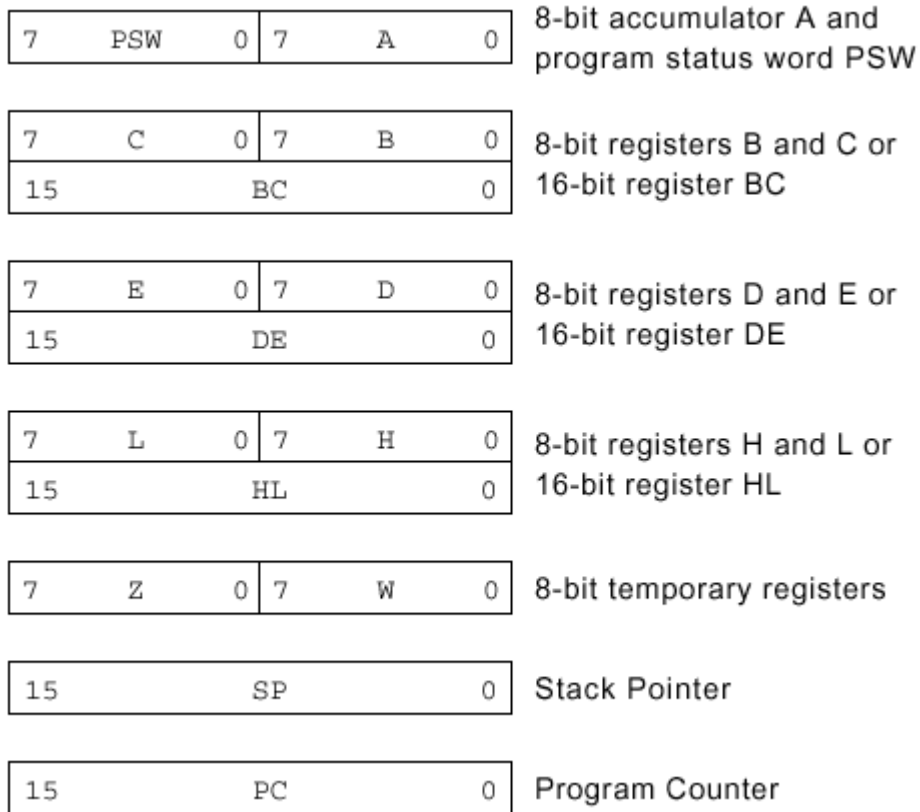 7 PSW 0 7 A 0
8-bit accumulator A and
program status word PSW
7 C 0 7 B 0
15 BC 0
8-bit registers B and C or
16-bit register BC
7 E 0 7 D 0
15 DE 0
8-bit registers D and E or
16-bit register DE
7 L 0 7 H 0
15 HL 0
8-bit registers H and L or
16-bit register HL
7 Z 0 7 W 0
8-bit temporary registers
15 SP 0
Stack Pointer
15 PC 0
Program Counter